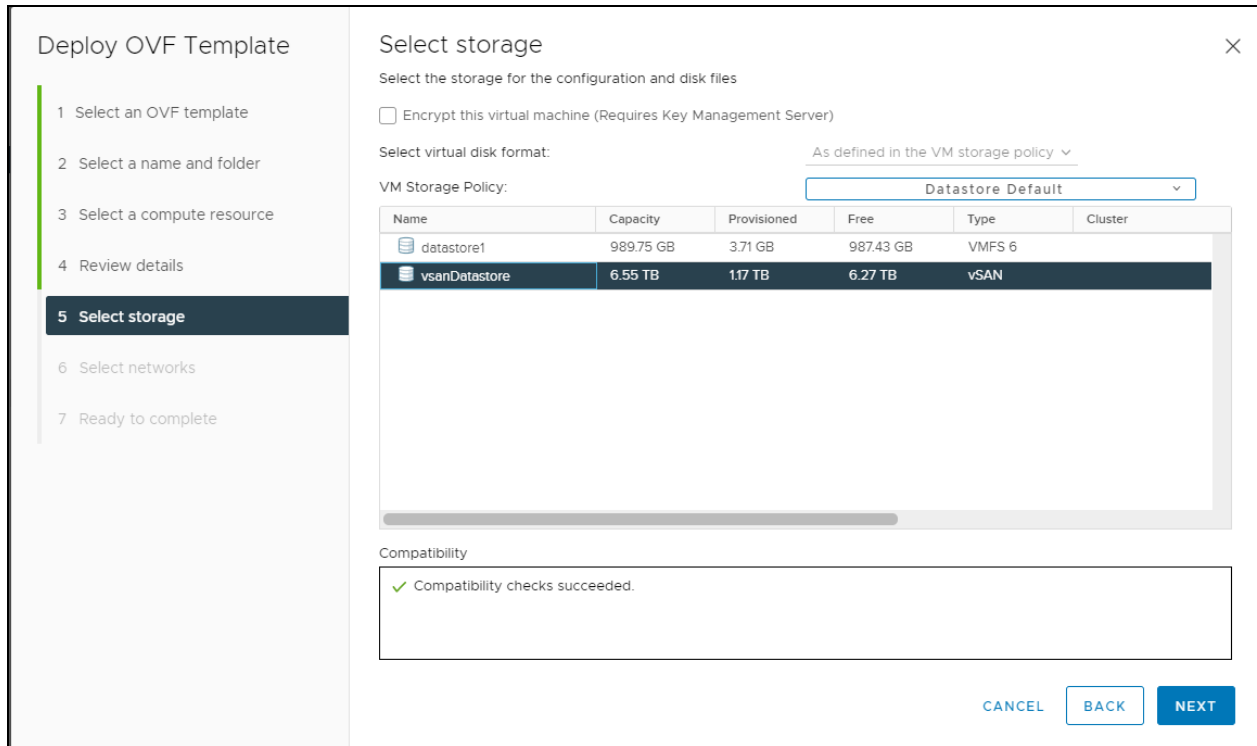 Deploy OVF Template
1 Select an OVF template
2 Select a name and folder
3 Select a compute resource
4 Review details
5 Select storage
6 Select networks
7 Ready to complete
Select storage
Select the storage for the configuration and disk files
Encrypt this virtual machine (Requires Key Management Server)
Select virtual disk format: As defined in the VM storage policy
VM Storage Policy: Datastore Default
Name Capacity Provisioned Free Type Cluster
datastore1 989.75 GB 3.71 GB 987.43 GB VMFS 6
vsanDatastore 6.55 TB 1.17 TB 6.27 TB vSAN
Compatibility
Compatibility checks succeeded.
CANCEL BACK NEXT